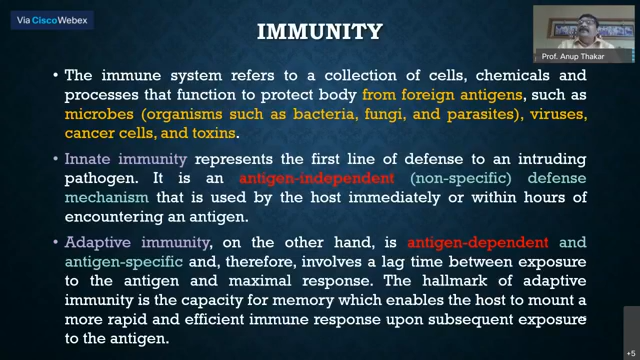 Via Cisco Webex
IMMUNITY
Prof. Anup Thakar
• The immune system refers to a collection of cells, chemicals and
processes that function to protect body from foreign antigens, such as
microbes (organisms such as bacteria, fungi, and parasites), viruses,
cancer cells, and toxins.
• Innate immunity represents the first line of defense to an intruding
pathogen. It is an antigen-independent (non-specific) defense
mechanism that is used by the host immediately or within hours of
encountering an antigen.
• Adaptive immunity, on the other hand, is antigen-dependent and
antigen-specific and, therefore, involves a lag time between exposure
to the antigen and maximal response. The hallmark of adaptive
immunity is the capacity for memory which enables the host to mount a
more rapid and efficient immune response upon subsequent exposure
to the antigen.
+5